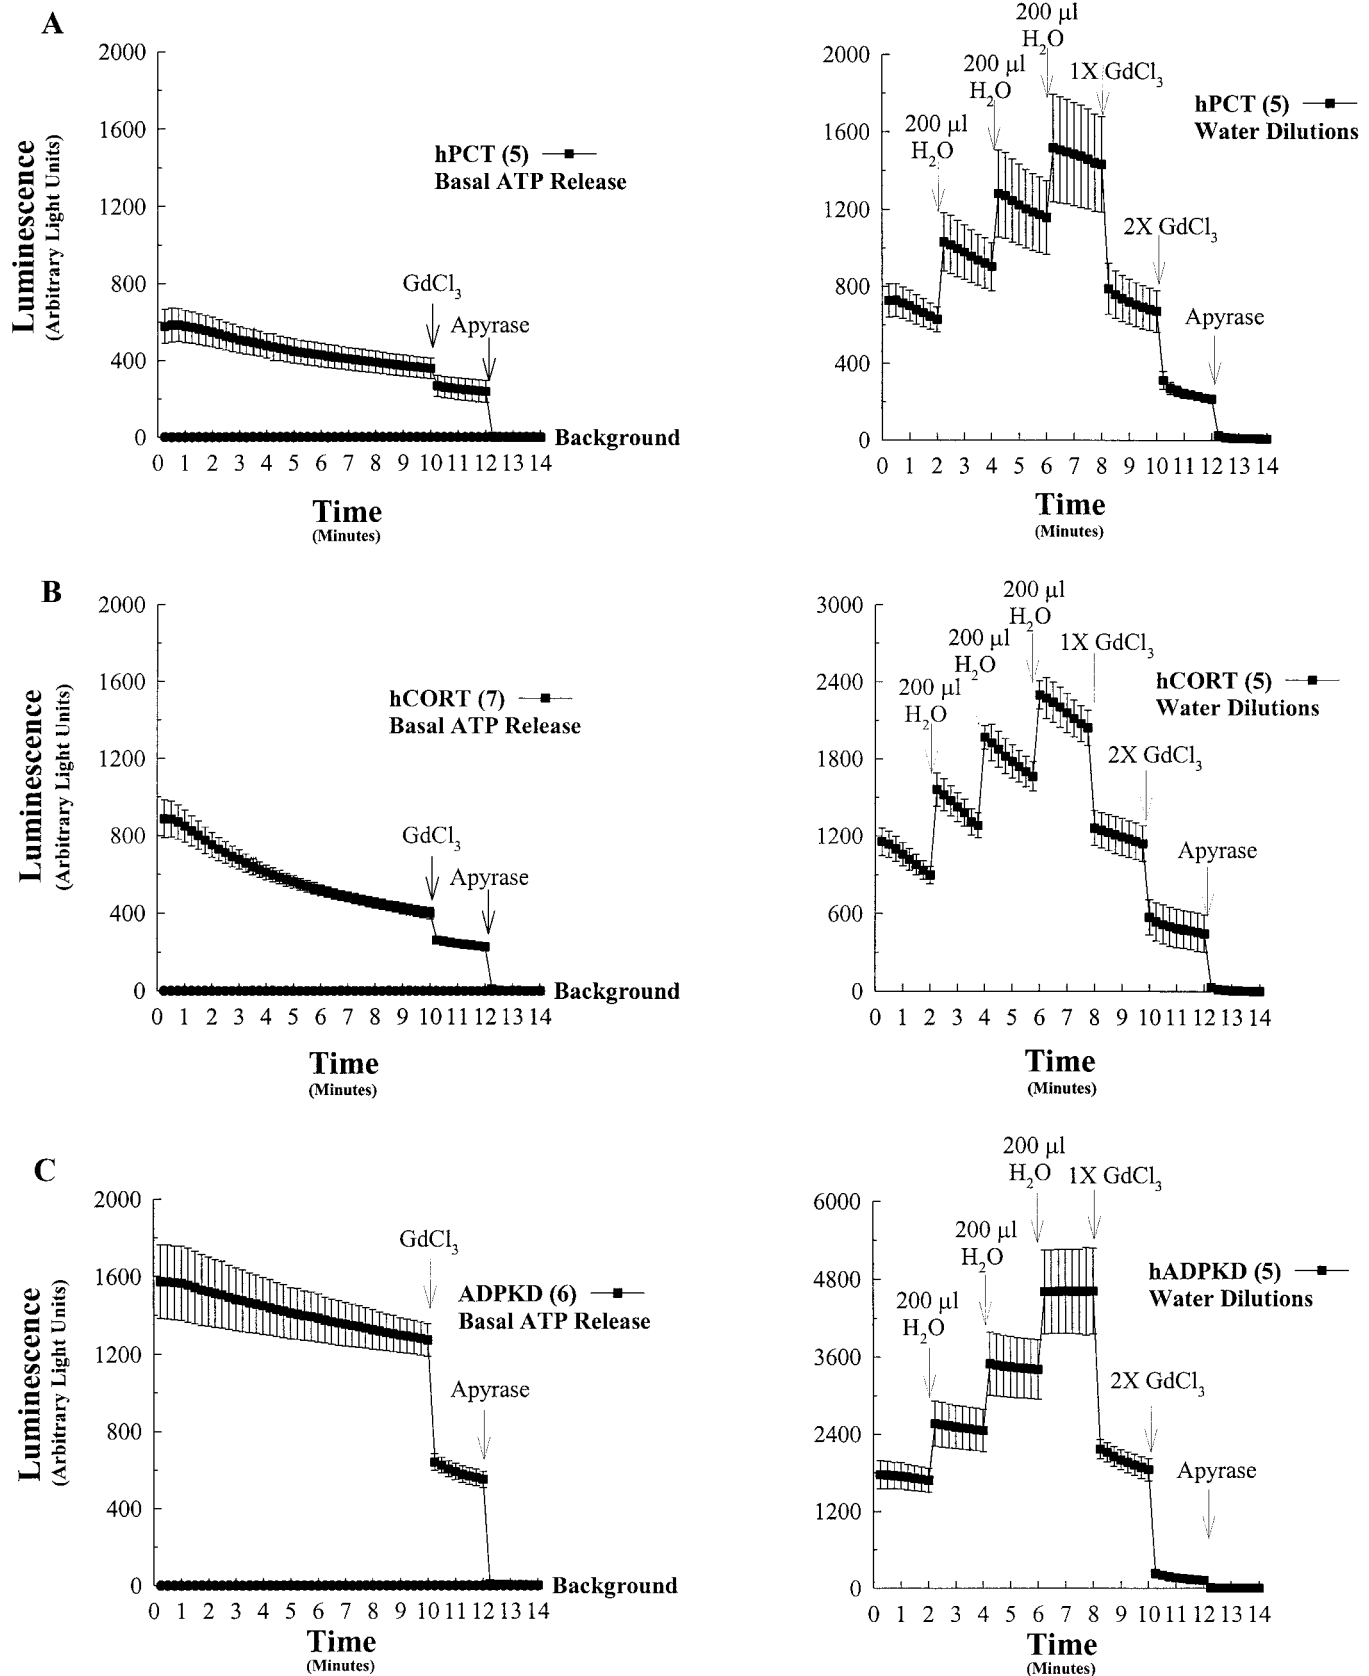 A
2000
1600
1200
800
400
0
Luminescence
(Arbitrary Light Units)
hPCT (5)
Basal ATP Release
GdCl3
Apyrase
Background
0 1 2 3 4 5 6 7 8 9 10 11 12 13 14
Time
(Minutes)
200 µl
H2O
200 µl
H2O
200 µl
H2O
1X GdCl3
2X GdCl3
Apyrase
hPCT (5)
Water Dilutions
2000
1600
1200
800
400
0
0 1 2 3 4 5 6 7 8 9 10 11 12 13 14
Time
(Minutes)
B
2000
1600
1200
800
400
0
Luminescence
(Arbitrary Light Units)
hCORT (7)
Basal ATP Release
GdCl3
Apyrase
Background
0 1 2 3 4 5 6 7 8 9 10 11 12 13 14
Time
(Minutes)
200 µl
H2O
200 µl
H2O
200 µl
H2O
1X GdCl3
2X GdCl3
Apyrase
hCORT (5)
Water Dilutions
3000
2400
1800
1200
600
0
0 1 2 3 4 5 6 7 8 9 10 11 12 13 14
Time
(Minutes)
C
2000
1600
1200
800
400
0
Luminescence
(Arbitrary Light Units)
GdCl3
ADPKD (6)
Basal ATP Release
Apyrase
Background
0 1 2 3 4 5 6 7 8 9 10 11 12 13 14
Time
(Minutes)
200 µl
H2O
200 µl
H2O
200 µl
H2O
1X GdCl3
2X GdCl3
Apyrase
hADPKD (5)
Water Dilutions
6000
4800
3600
2400
1200
0
0 1 2 3 4 5 6 7 8 9 10 11 12 13 14
Time
(Minutes)